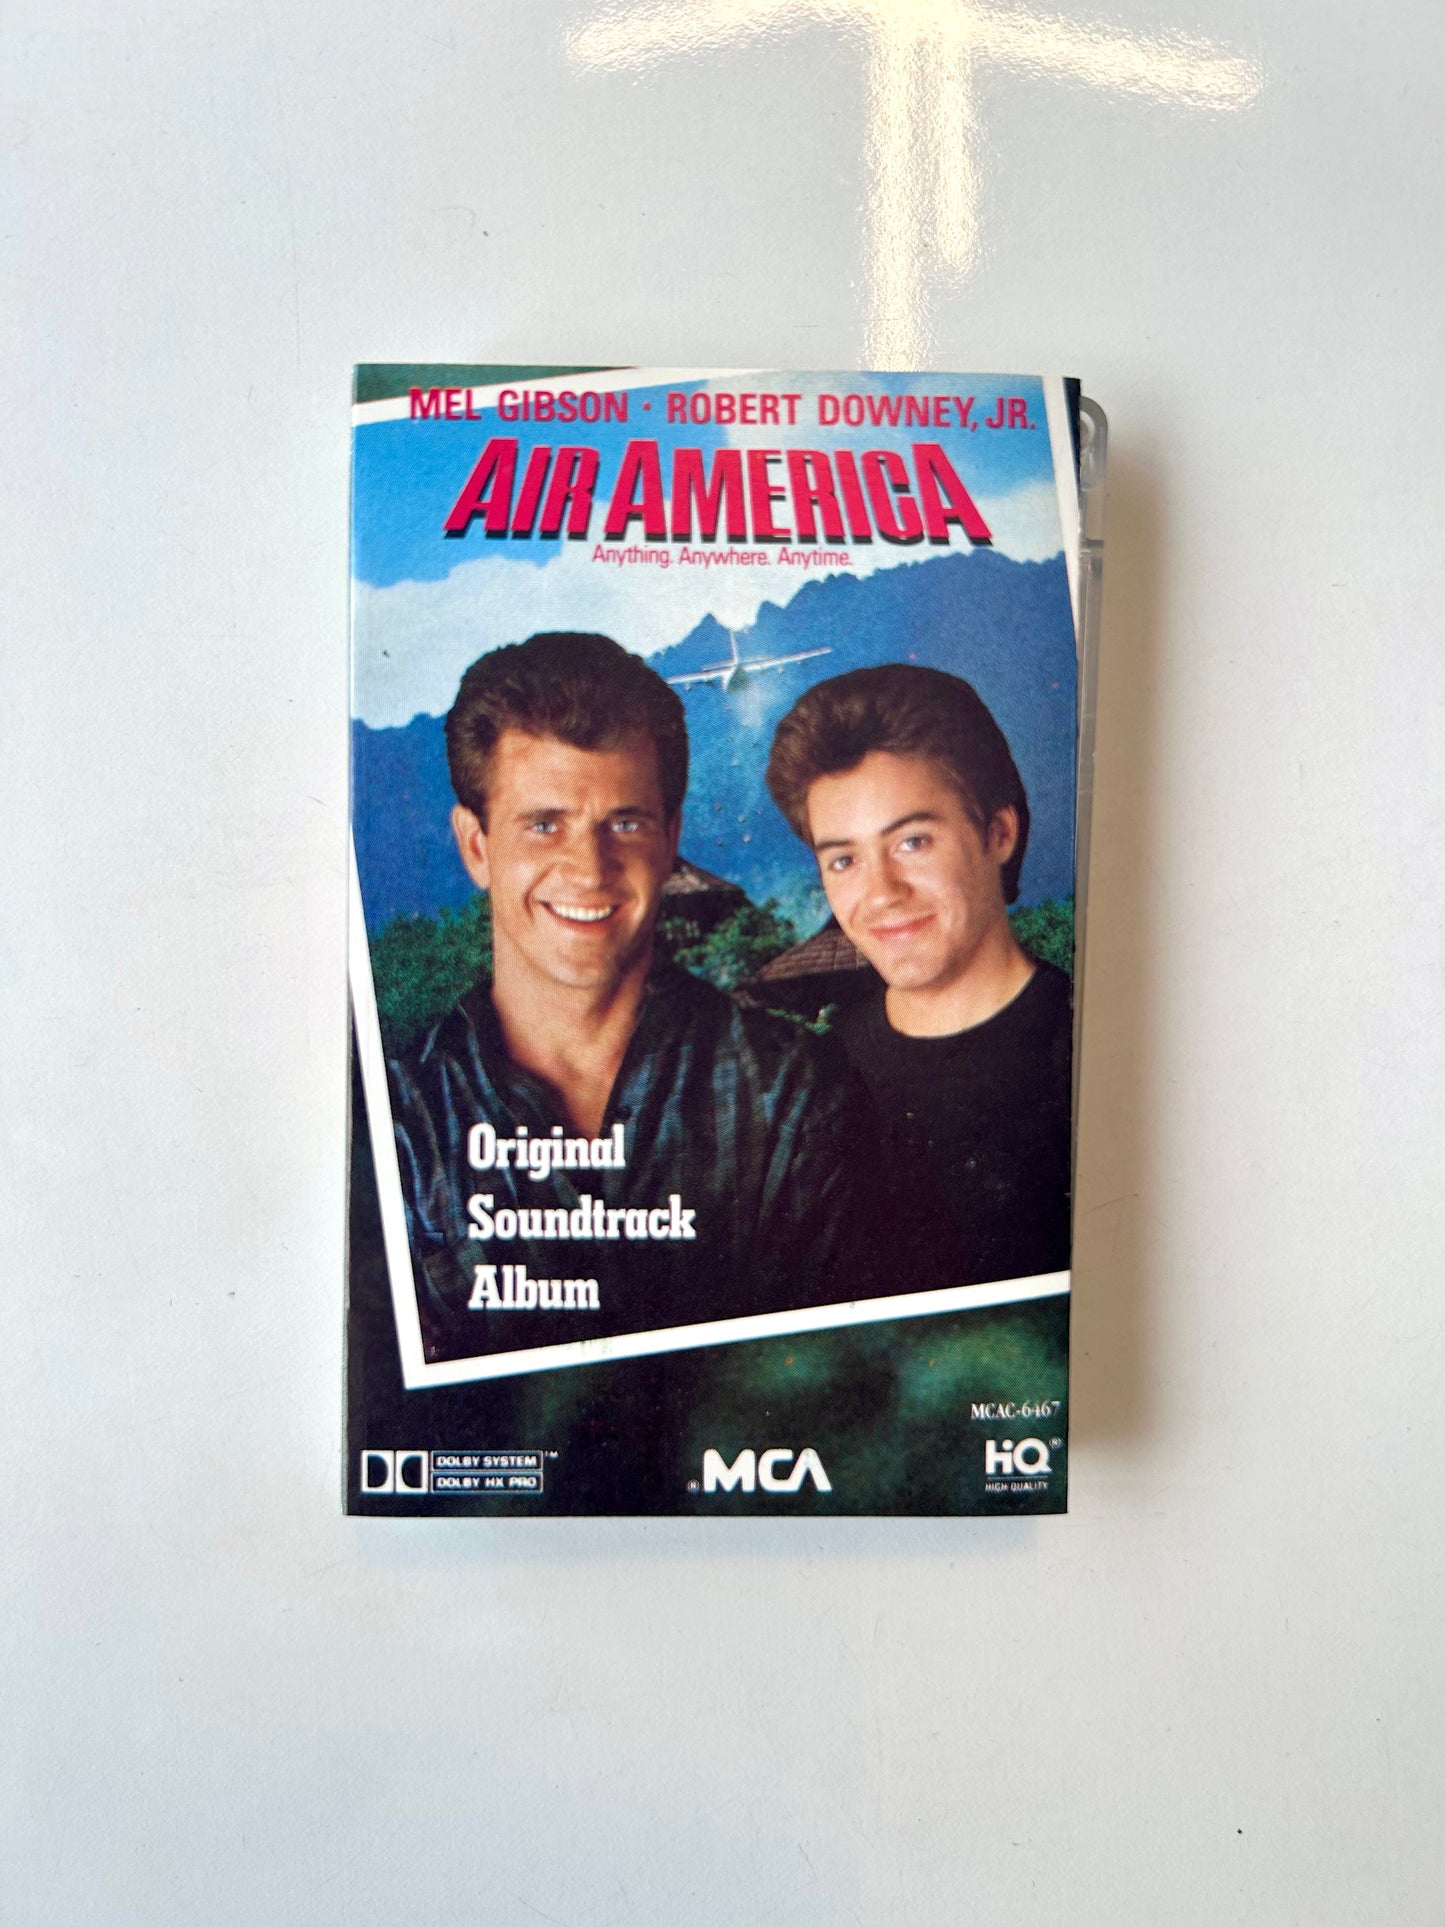 MEL GIBSON · ROBERT DOWNEY, JR.
AIR AMERICA
Anything. Anywhere. Anytime.
Original
Soundtrack
Album
MCAC-6467
DOLBY SYSTEM™
DOLBY HX PRO
®MCA
HiQ®
HIGH QUALITY